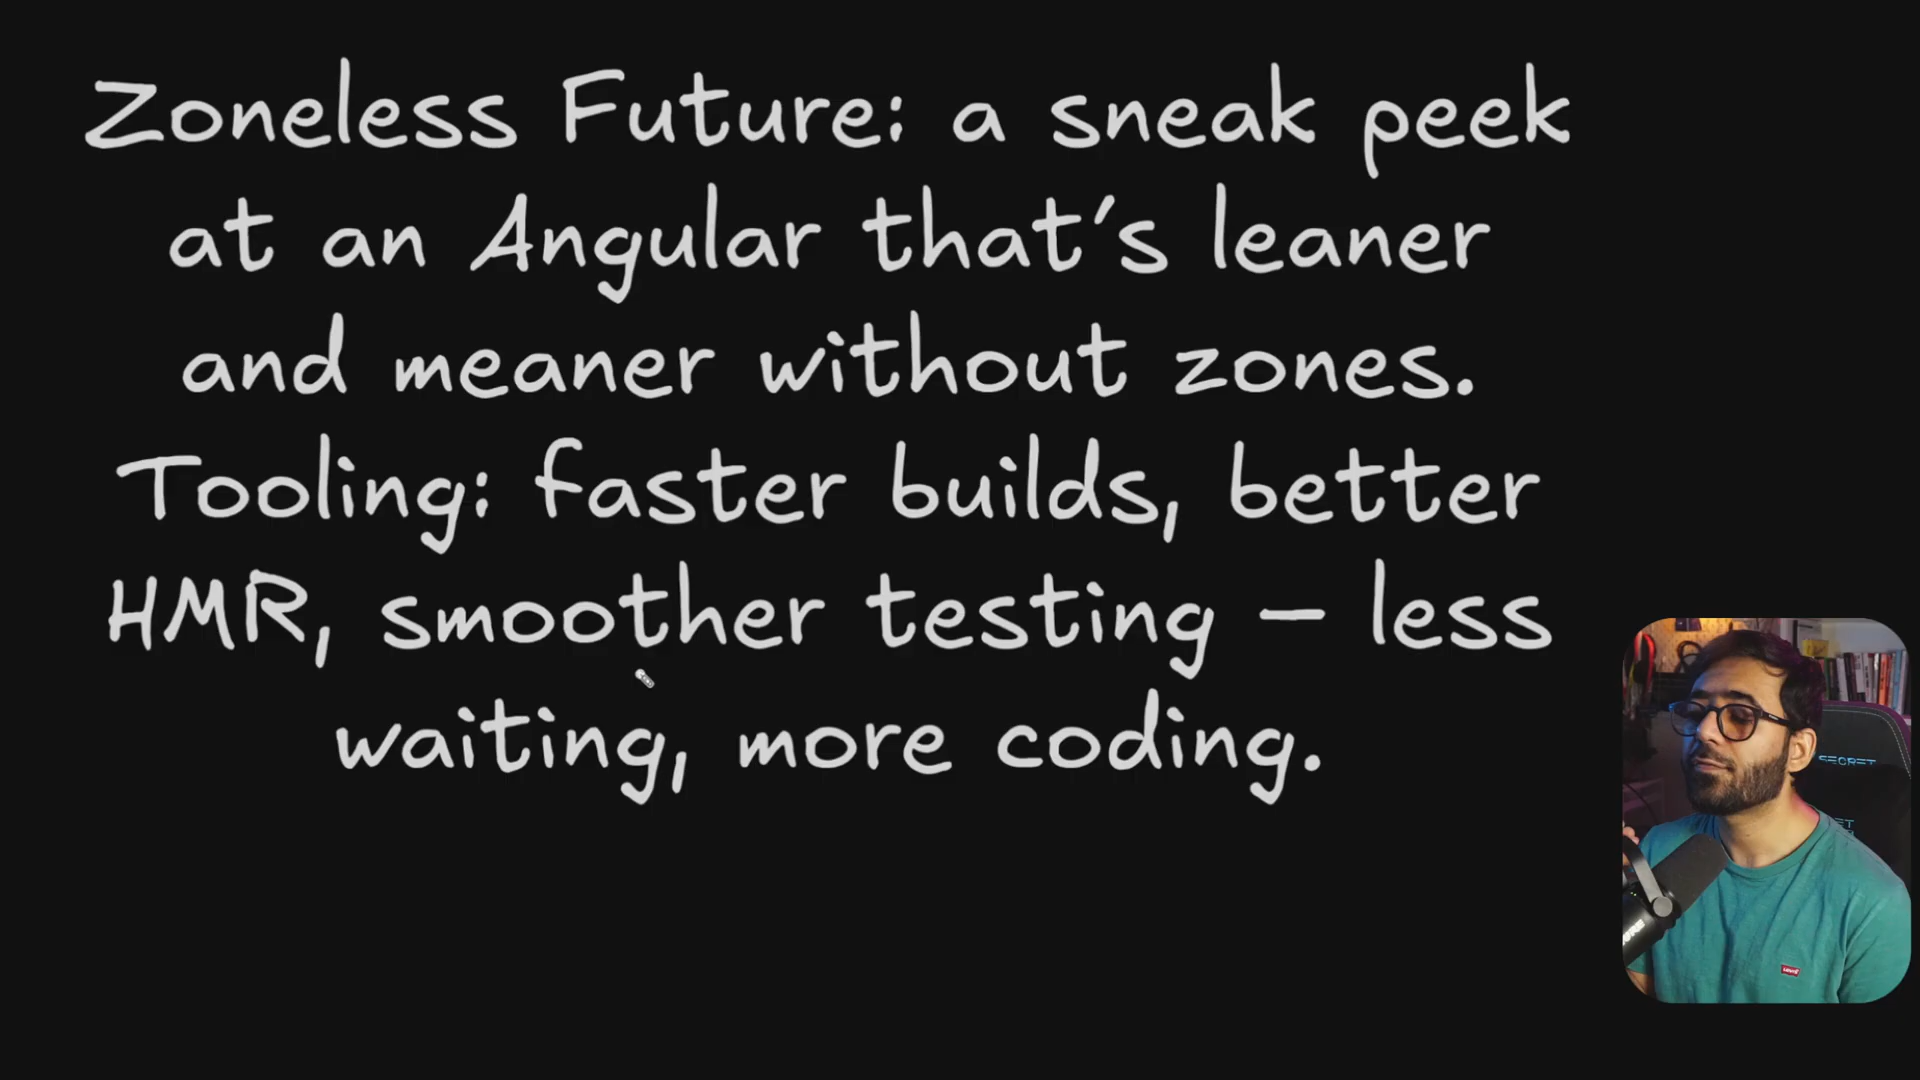 Zoneless Future: a sneak peek
at an Angular that's leaner
and meaner without zones.
Tooling: faster builds, better
HMR, smoother testing – less
waiting, more coding.
SECRET